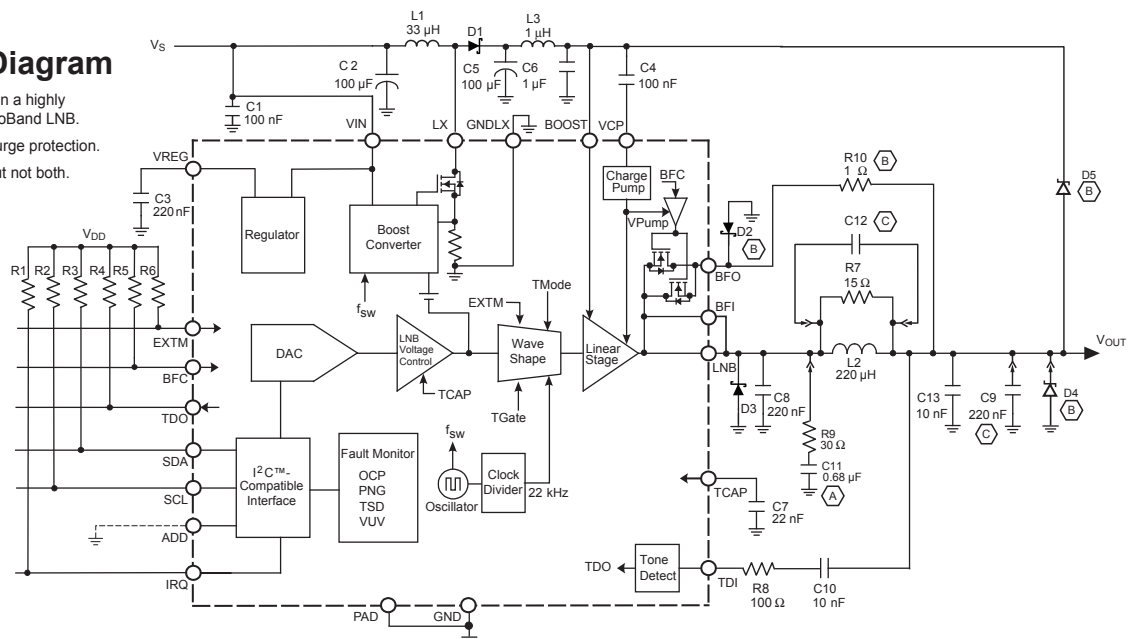 Diagram
n a highly
oBand LNB.
urge protection.
ut not both.
VS
L1
33 µH
D1
L3
1 µH
C2
100 µF
C5
100 µF
C6
1 µF
C4
100 nF
C1
100 nF
VIN
LX
GNDLX
BOOST
VCP
VREG
C3
220 nF
VDD
R1
R2
R3
R4
R5
R6
Regulator
Boost
Converter
fsw
Charge
Pump
BFC
VPump
D2
B
BFO
R10
1 Ω
B
C12
C
R7
15 Ω
D5
B
BFI
EXTM
BFC
TDO
SDA
SCL
ADD
IRQ
DAC
LNB
Voltage
Control
TCAP
EXTM
TMode
Wave
Shape
TGate
Linear
Stage
LNB
L2
220 µH
VOUT
D3
C8
220 nF
R9
30 Ω
C11
0.68 µF
A
C13
10 nF
C9
220 nF
C
D4
B
I2C™-
Compatible
Interface
Fault Monitor
OCP
PNG
TSD
VUV
fsw
Oscillator
Clock
Divider
22 kHz
TCAP
C7
22 nF
TDO
Tone
Detect
TDI
R8
100 Ω
C10
10 nF
PAD
GND